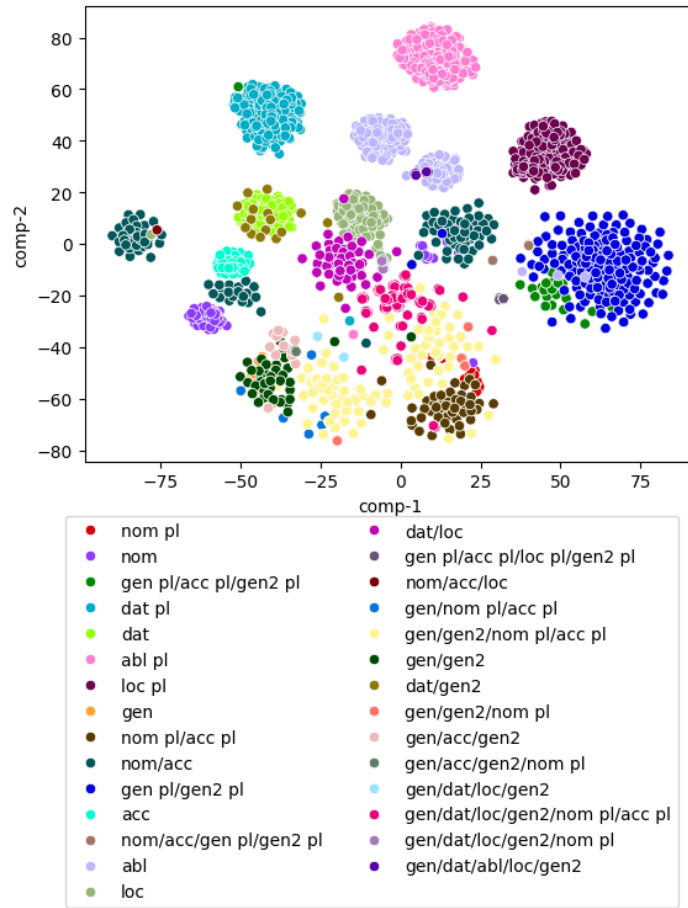 80
60
40
20
0
−20
−40
−60
−80
comp-2
−75
−50
−25
0
25
50
75
comp-1
nom pl
nom
gen pl/acc pl/gen2 pl
dat pl
dat
abl pl
loc pl
gen
nom pl/acc pl
nom/acc
gen pl/gen2 pl
acc
nom/acc/gen pl/gen2 pl
abl
loc
dat/loc
gen pl/acc pl/loc pl/gen2 pl
nom/acc/loc
gen/nom pl/acc pl
gen/gen2/nom pl/acc pl
gen/gen2
dat/gen2
gen/gen2/nom pl
gen/acc/gen2
gen/acc/gen2/nom pl
gen/dat/loc/gen2
gen/dat/loc/gen2/nom pl/acc pl
gen/dat/loc/gen2/nom pl
gen/dat/abl/loc/gen2